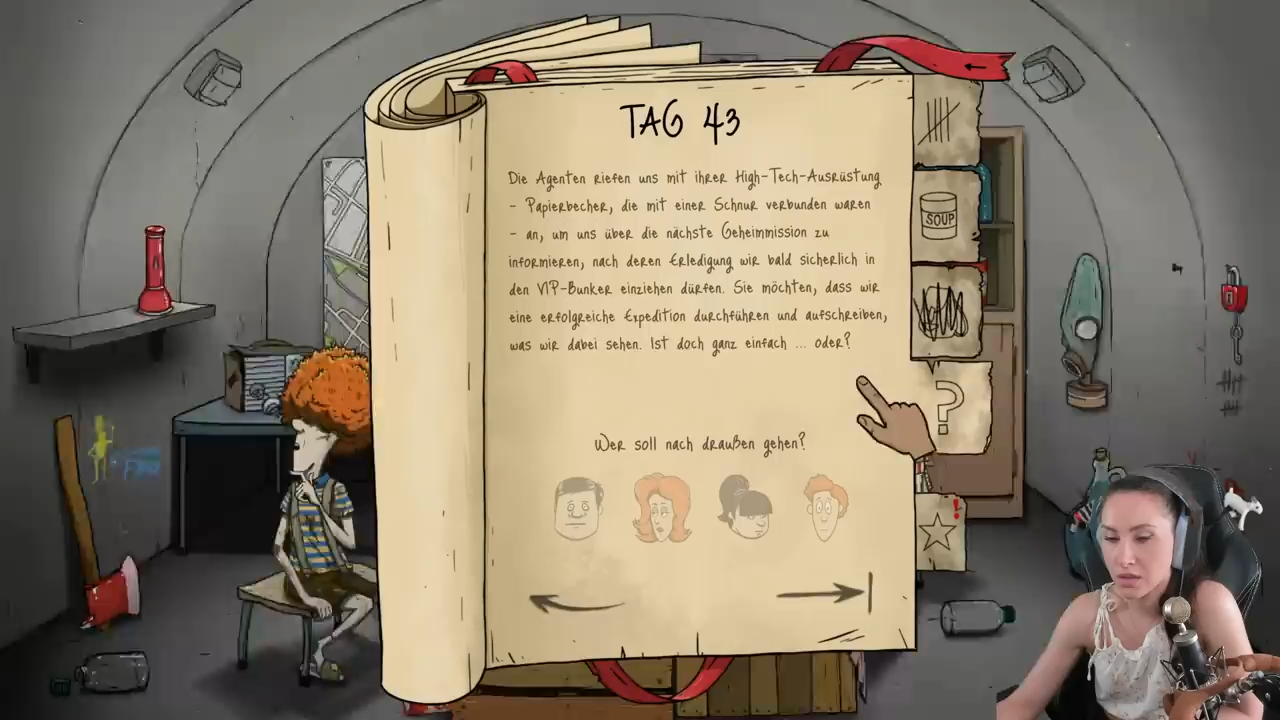 TAG 43
Die Agenten riefen uns mit ihrer High-Tech-Ausrüstung
- Papierbecher, die mit einer Schnur verbunden waren
- an, um uns über die nächste Geheimmission zu
informieren, nach deren Erledigung wir bald sicherlich in
den VIP-Bunker einziehen dürfen. Sie möchten, dass wir
eine erfolgreiche Expedition durchführen und aufschreiben,
was wir dabei sehen. Ist doch ganz einfach ... oder?
SOUP
?
Wer soll nach draußen gehen?
!